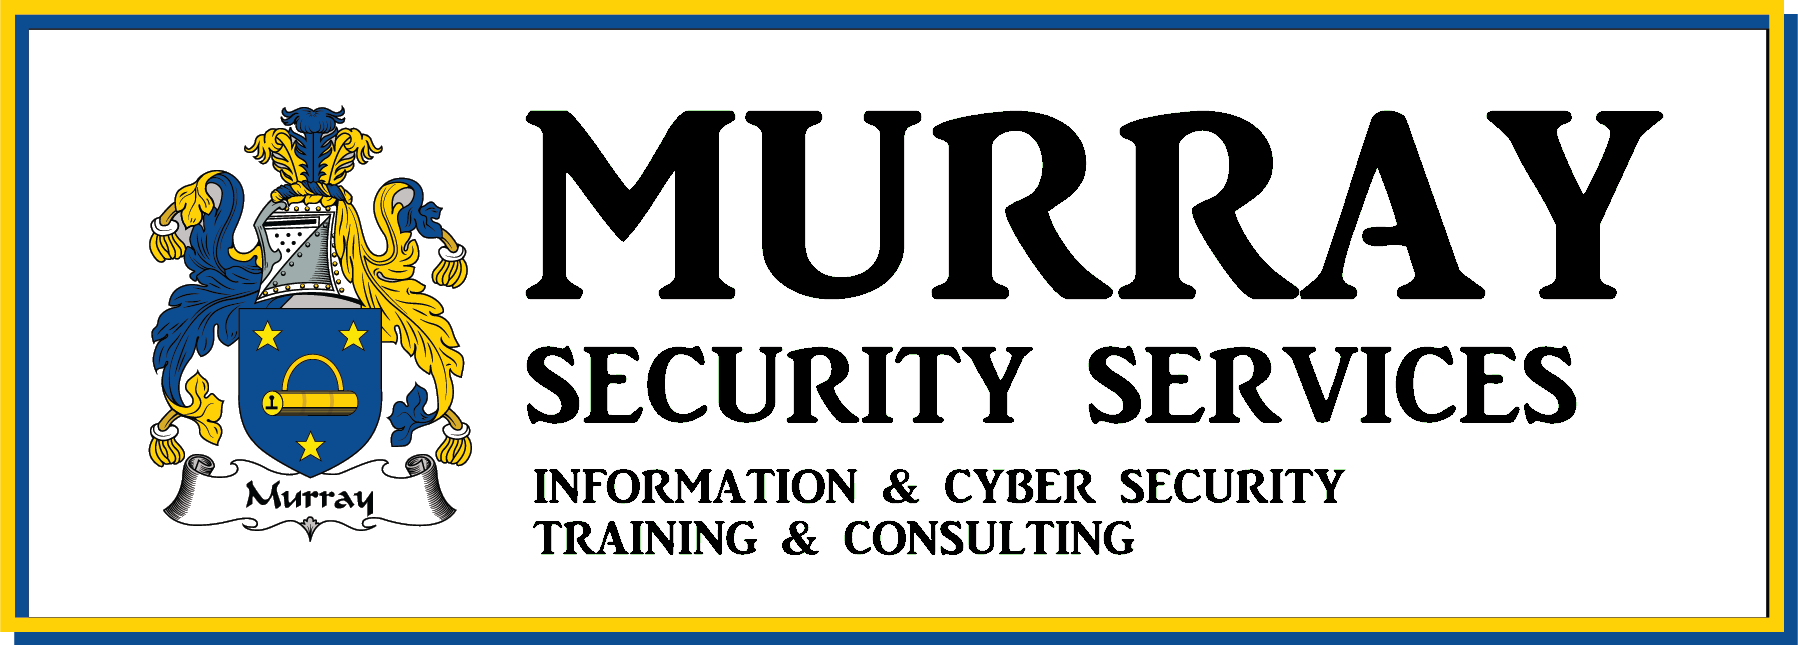 MURRAY
SECURITY SERVICES
INFORMATION & CYBER SECURITY
TRAINING & CONSULTING
Murray